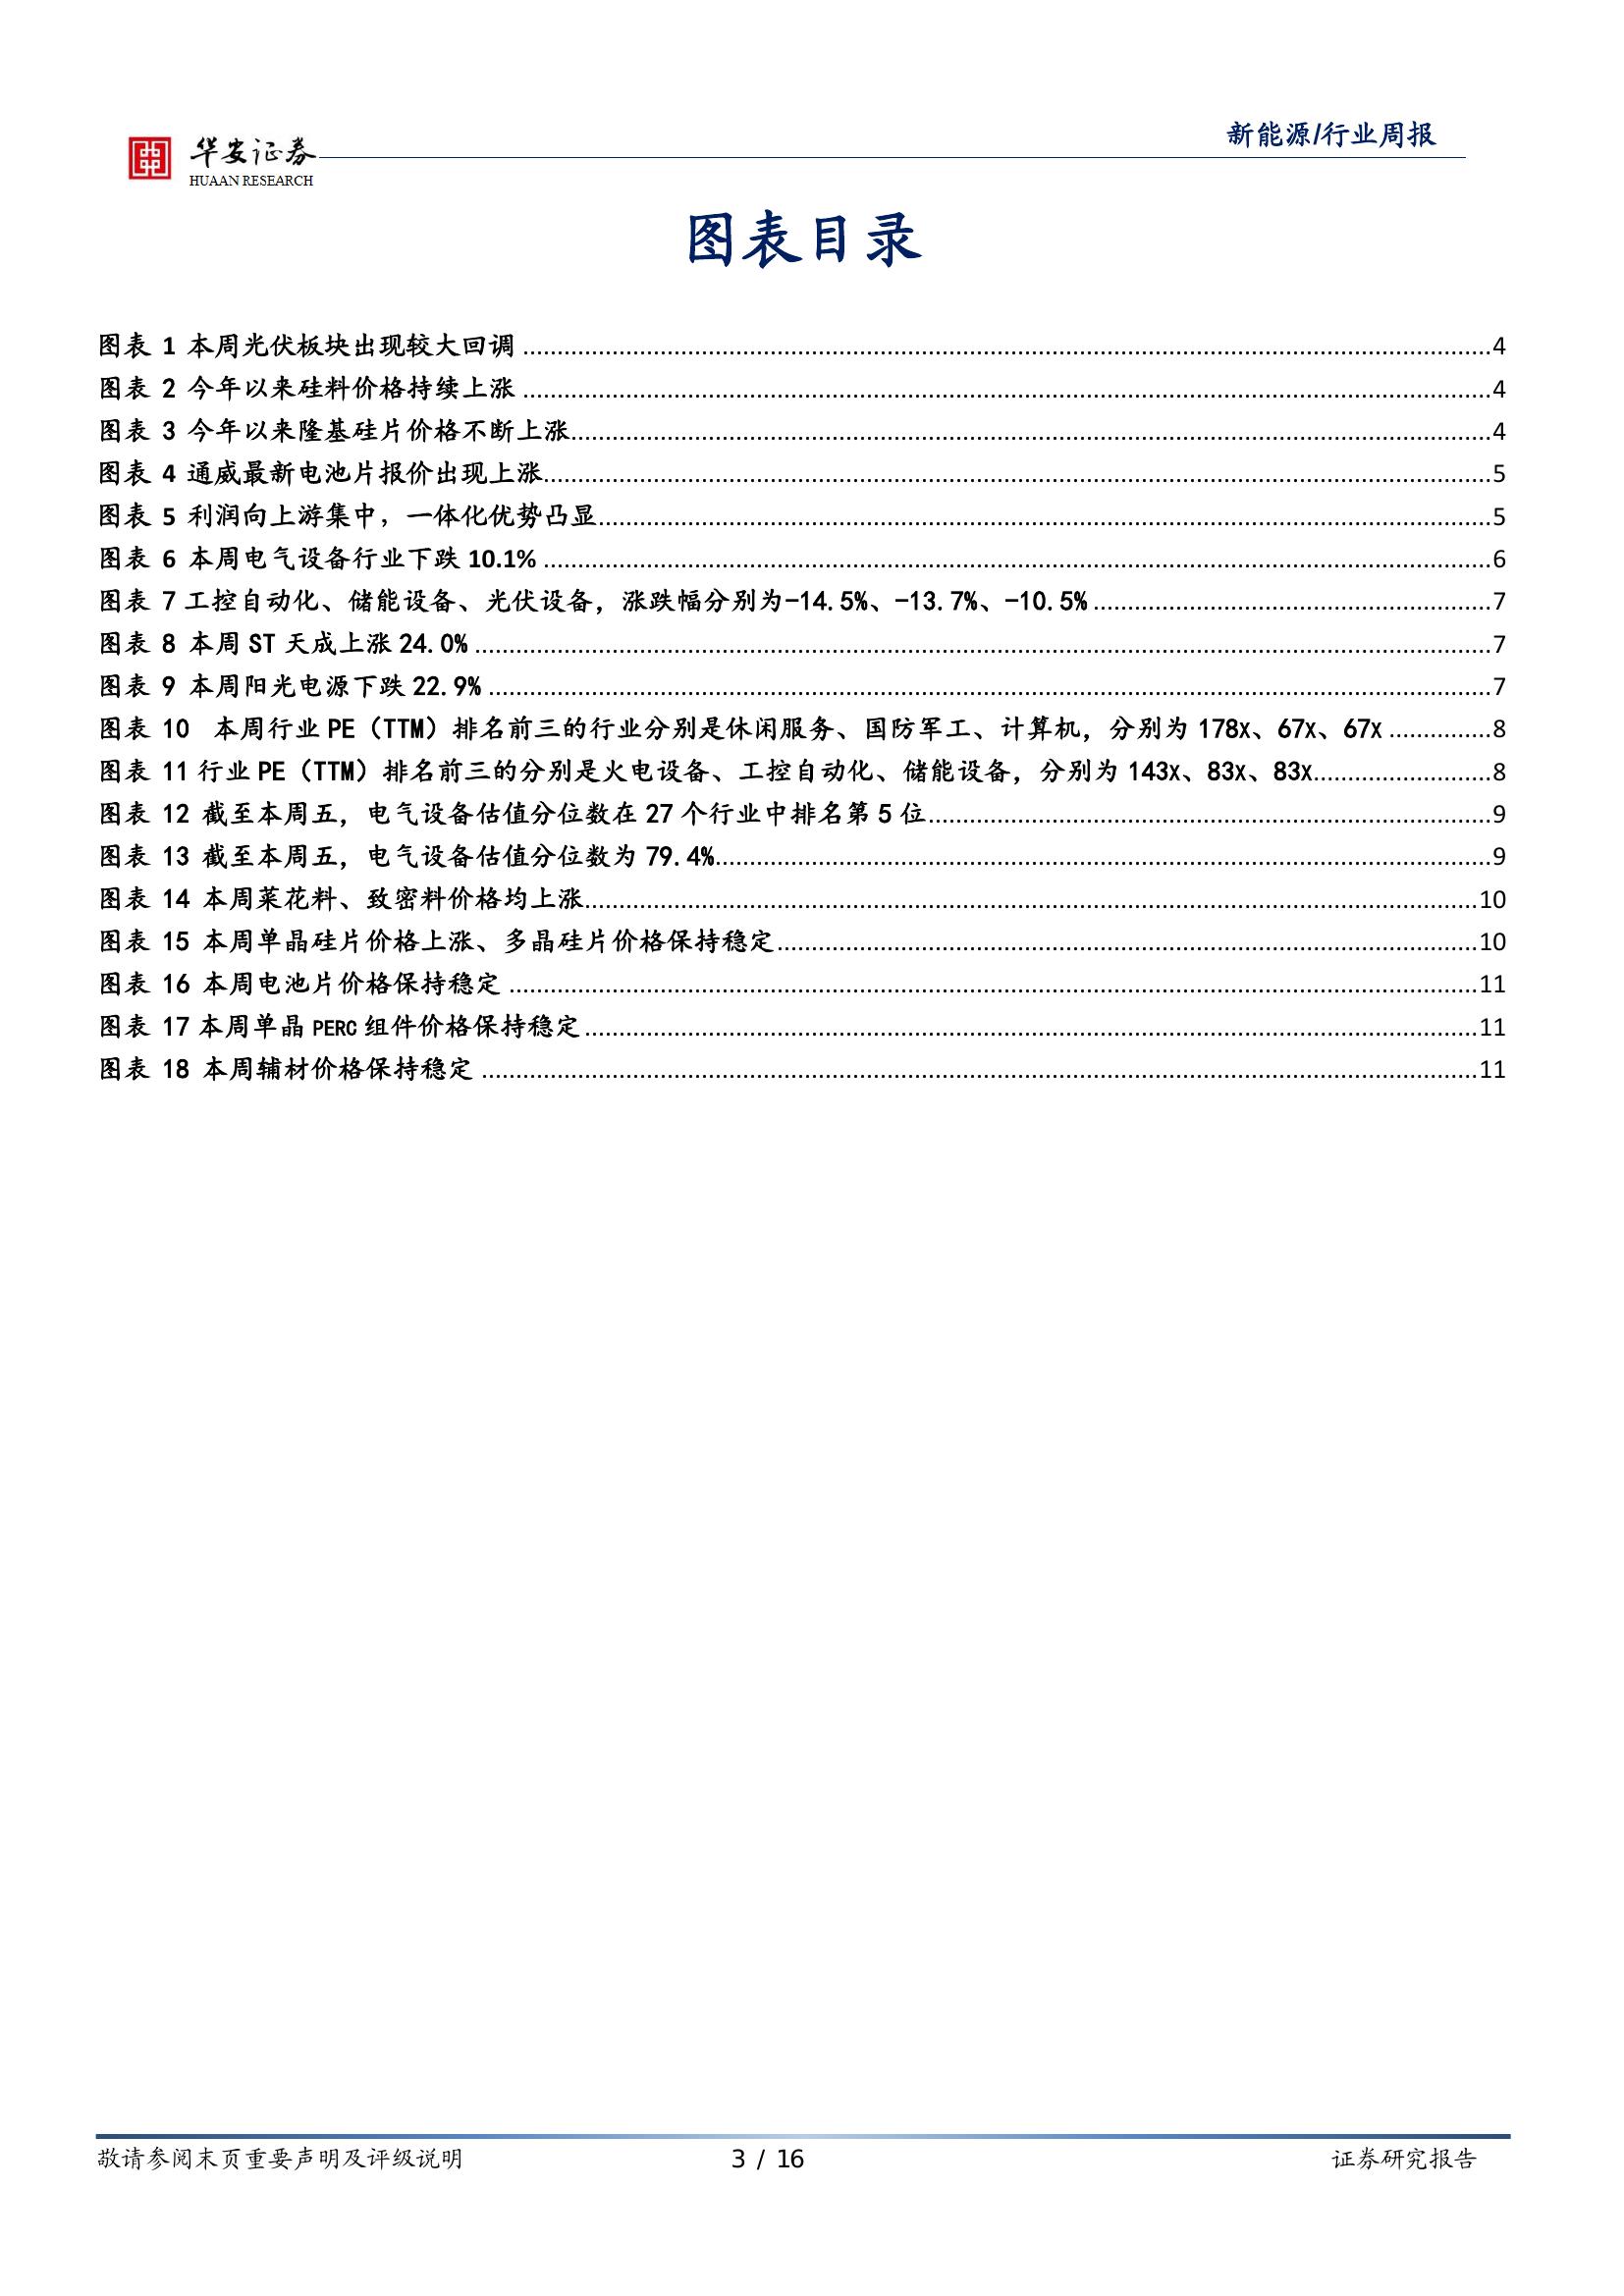 华安证券
HUAAN RESEARCH
新能源/行业周报
图表目录
图表 1 本周光伏板块出现较大回调 ........ 4
图表 2 今年以来硅料价格持续上涨 ........ 4
图表 3 今年以来隆基硅片价格不断上涨 ........ 4
图表 4 通威最新电池片报价出现上涨 ........ 5
图表 5 利润向上游集中，一体化优势凸显 ........ 5
图表 6 本周电气设备行业下跌 10.1% ........ 6
图表 7 工控自动化、储能设备、光伏设备，涨跌幅分别为-14.5%、-13.7%、-10.5% ........ 7
图表 8 本周 ST 天成上涨 24.0% ........ 7
图表 9 本周阳光电源下跌 22.9% ........ 7
图表 10 本周行业 PE（TTM）排名前三的行业分别是休闲服务、国防军工、计算机，分别为 178x、67x、67x ........ 8
图表 11 行业 PE（TTM）排名前三的分别是火电设备、工控自动化、储能设备，分别为 143x、83x、83x ........ 8
图表 12 截至本周五，电气设备估值分位数在 27 个行业中排名第 5 位 ........ 9
图表 13 截至本周五，电气设备估值分位数为 79.4% ........ 9
图表 14 本周菜花料、致密料价格均上涨 ........ 10
图表 15 本周单晶硅片价格上涨、多晶硅片价格保持稳定 ........ 10
图表 16 本周电池片价格保持稳定 ........ 11
图表 17 本周单晶 PERC 组件价格保持稳定 ........ 11
图表 18 本周辅材价格保持稳定 ........ 11
敬请参阅末页重要声明及评级说明
3 / 16
证券研究报告